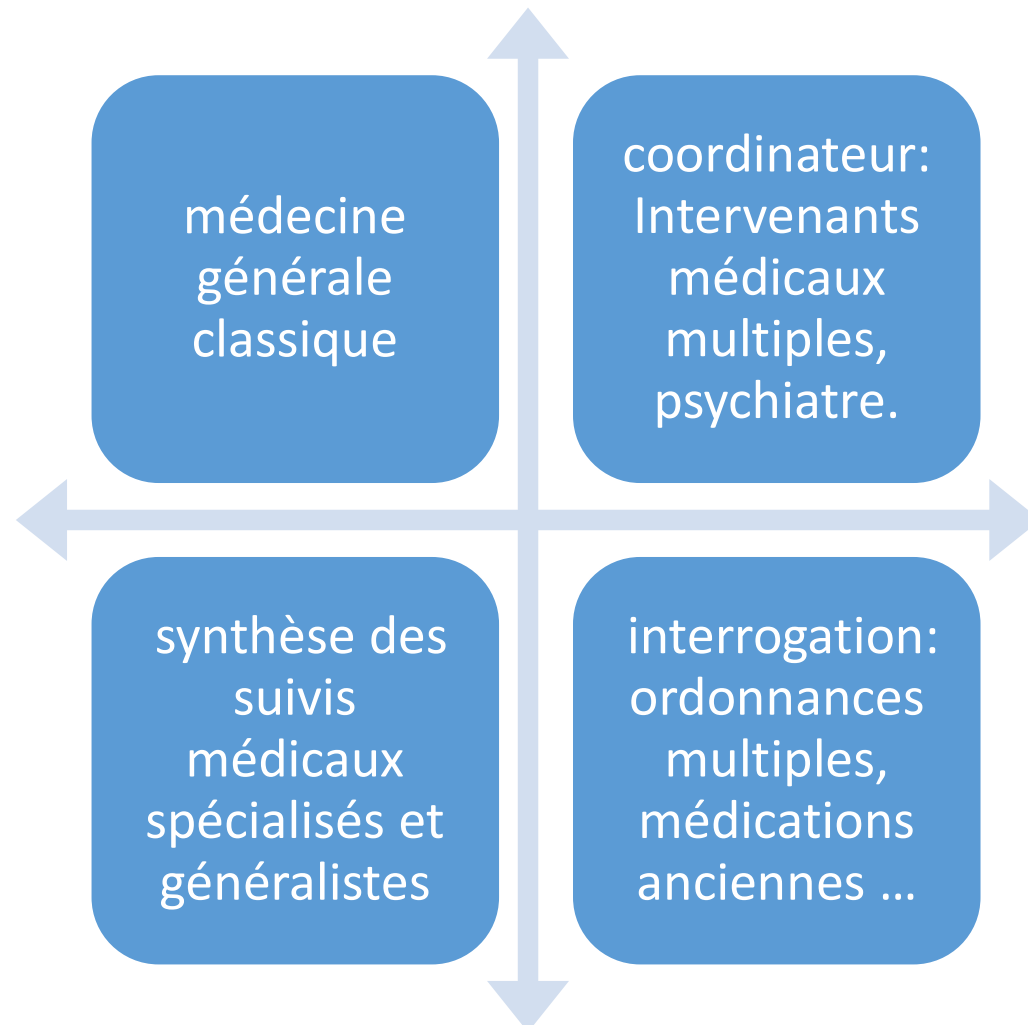 médecine
générale
classique
coordinateur:
Intervenants
médicaux
multiples,
psychiatre.
synthèse des
suivis
médicaux
spécialisés et
généralistes
interrogation:
ordonnances
multiples,
médications
anciennes ...